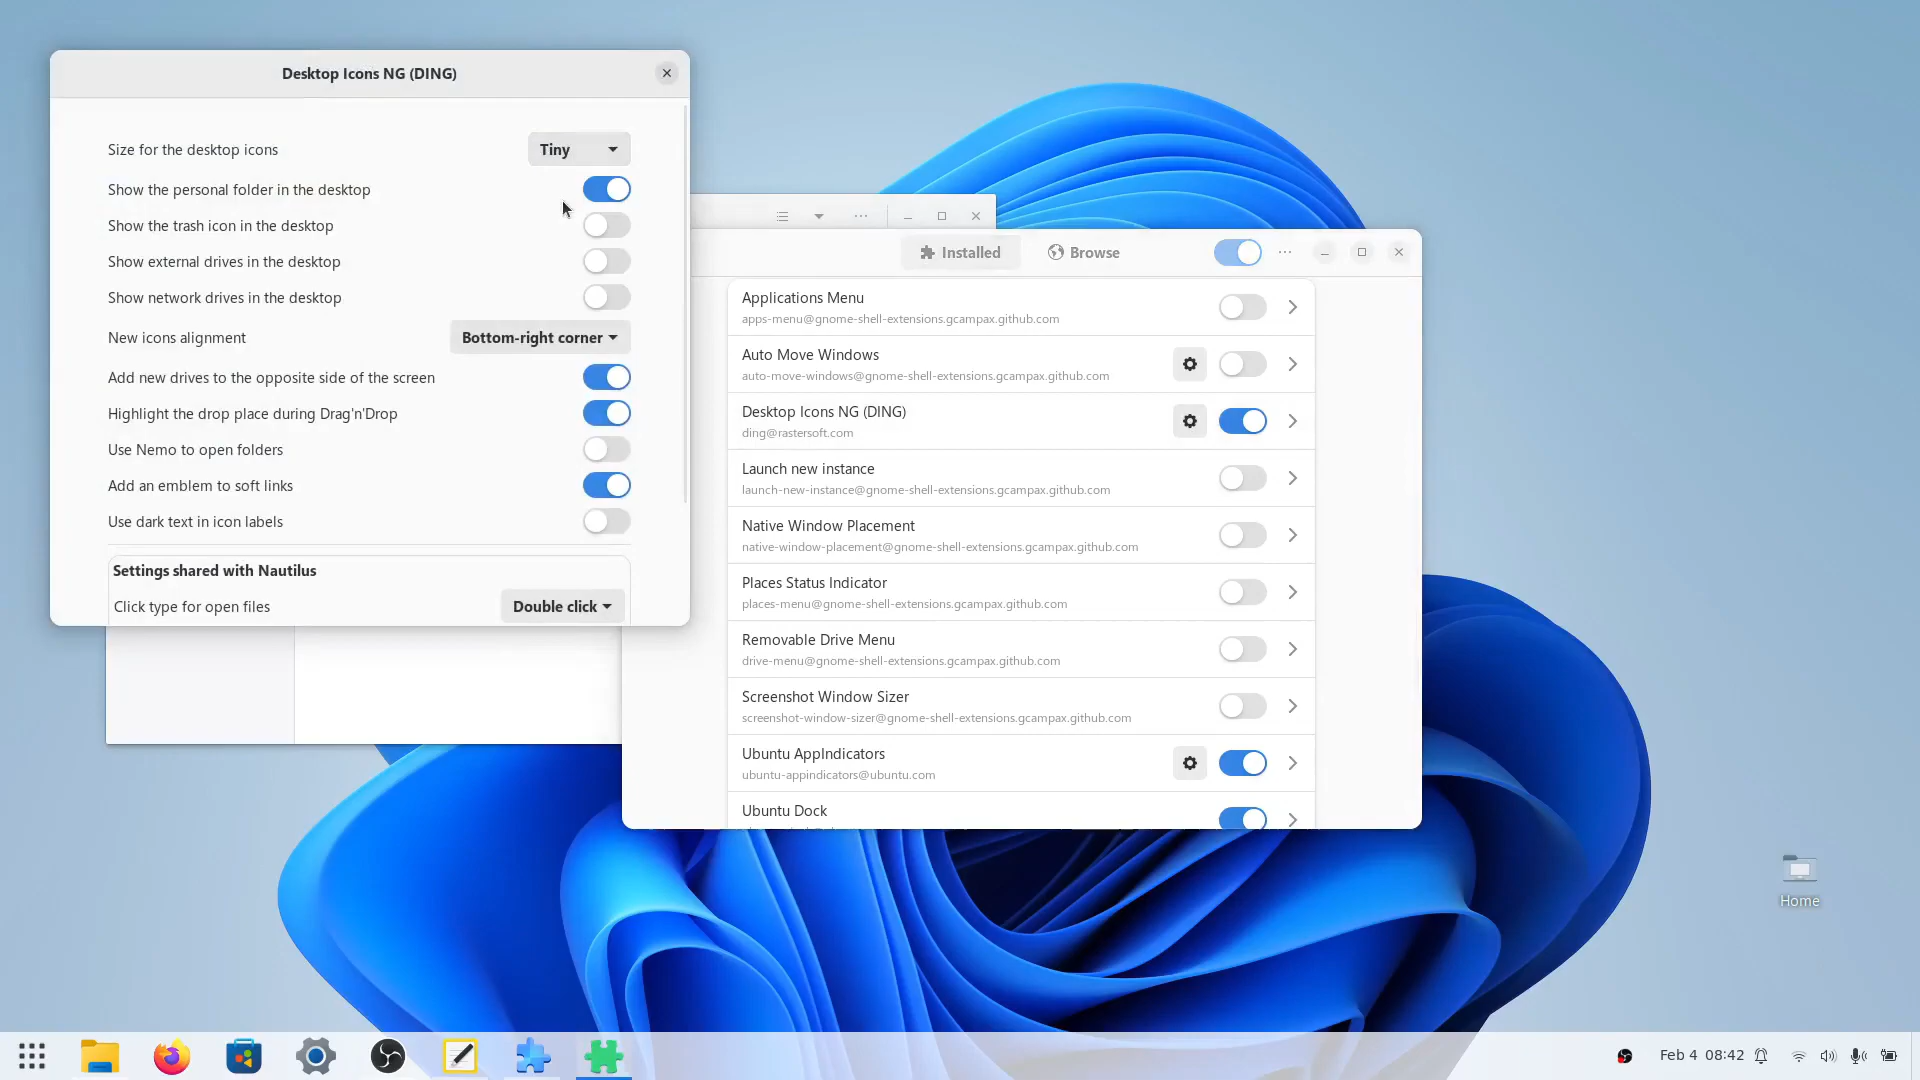 Desktop Icons NG (DING)
Size for the desktop icons
Tiny
Show the personal folder in the desktop
Show the trash icon in the desktop
Show external drives in the desktop
Show network drives in the desktop
New icons alignment
Bottom-right corner
Add new drives to the opposite side of the screen
Highlight the drop place during Drag'n'Drop
Use Nemo to open folders
Add an emblem to soft links
Use dark text in icon labels
Settings shared with Nautilus
Click type for open files
Double click
Installed
Browse
Applications Menu
apps-menu@gnome-shell-extensions.gcampax.github.com
Auto Move Windows
auto-move-windows@gnome-shell-extensions.gcampax.github.com
Desktop Icons NG (DING)
ding@rastersoft.com
Launch new instance
launch-new-instance@gnome-shell-extensions.gcampax.github.com
Native Window Placement
native-window-placement@gnome-shell-extensions.gcampax.github.com
Places Status Indicator
places-menu@gnome-shell-extensions.gcampax.github.com
Removable Drive Menu
drive-menu@gnome-shell-extensions.gcampax.github.com
Screenshot Window Sizer
screenshot-window-sizer@gnome-shell-extensions.gcampax.github.com
Ubuntu AppIndicators
ubuntu-appindicators@ubuntu.com
Ubuntu Dock
Home
Feb 4 08:42